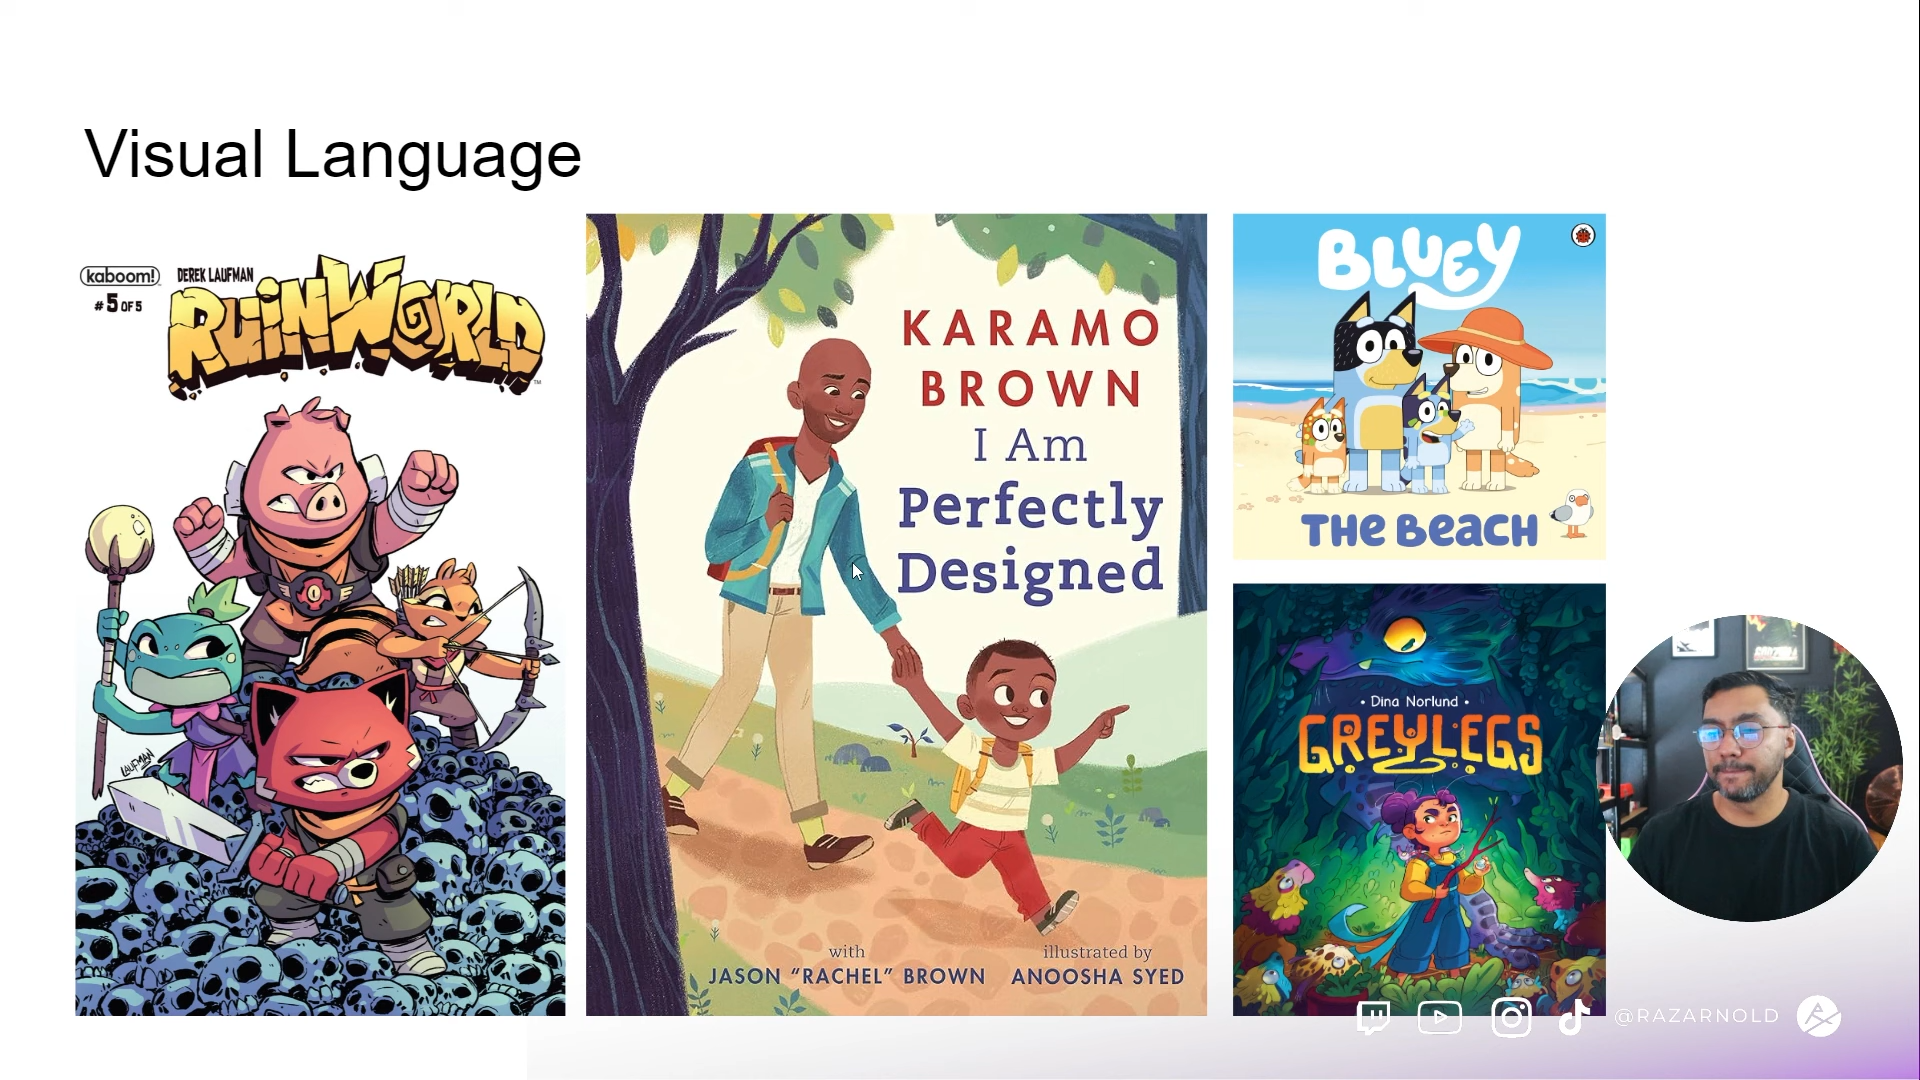 Visual Language
kaboom!
DEREK LAUFMAN
#5 OF 5
RUINWORLD
TM
LAUFMAN
KARAMO
BROWN
I Am
Perfectly
Designed
with
JASON “RACHEL” BROWN
illustrated by
ANOOSHA SYED
BLUEY
THE BEACH
• Dina Norlund •
GREYLEGS
@RAZARNOLD